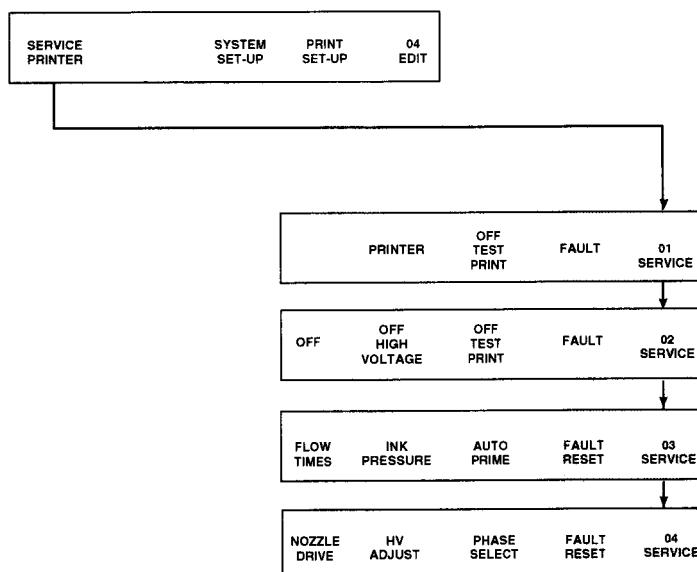 SERVICE PRINTER
SYSTEM SET-UP
PRINT SET-UP
04 EDIT
PRINTER
OFF TEST PRINT
FAULT
01 SERVICE
OFF
OFF HIGH VOLTAGE
OFF TEST PRINT
FAULT
02 SERVICE
FLOW TIMES
INK PRESSURE
AUTO PRIME
FAULT RESET
03 SERVICE
NOZZLE DRIVE
HV ADJUST
PHASE SELECT
FAULT RESET
04 SERVICE